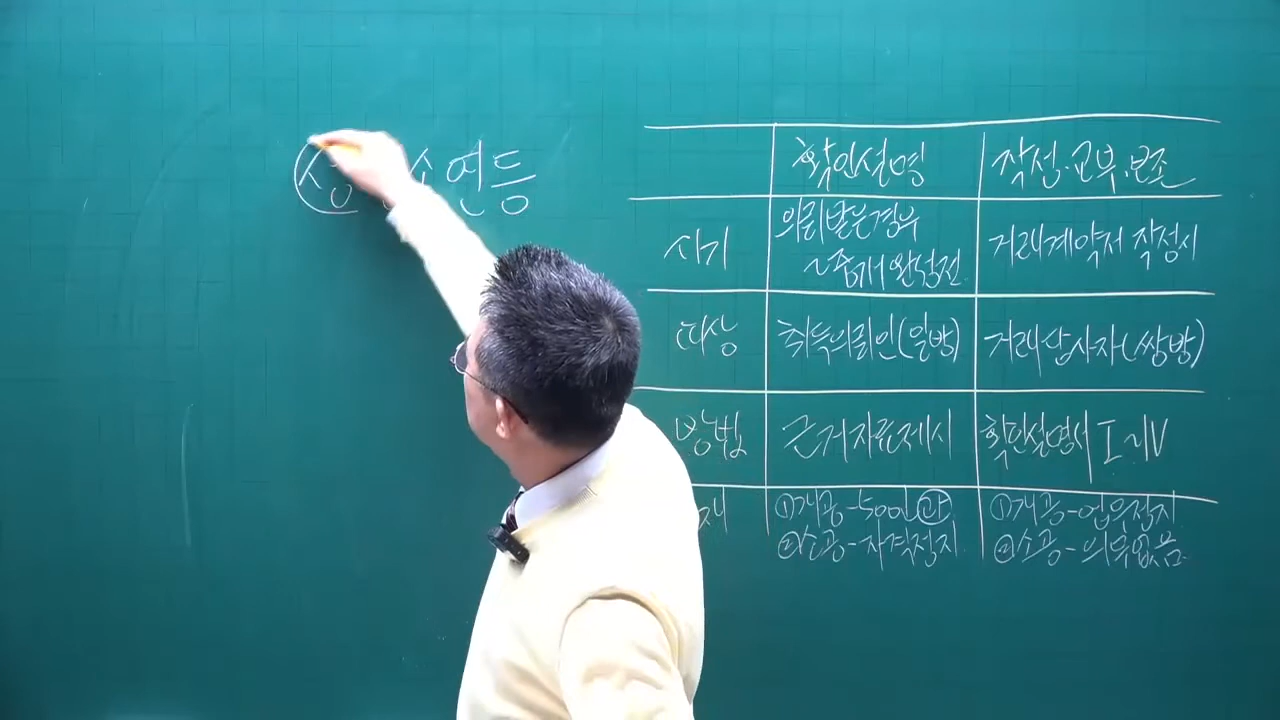 소연등
확인설명 작성·교부·보존
시기 의뢰받은경우 ~중개완성전 거래계약서 작성시
대상 취득의뢰인(일방) 거래당사자(쌍방)
방법 근거자료제시 확인설명서 I~IV
①개공-500만㉮ ①개공-업무정지
②소공-자격정지 ②소공-의무없음